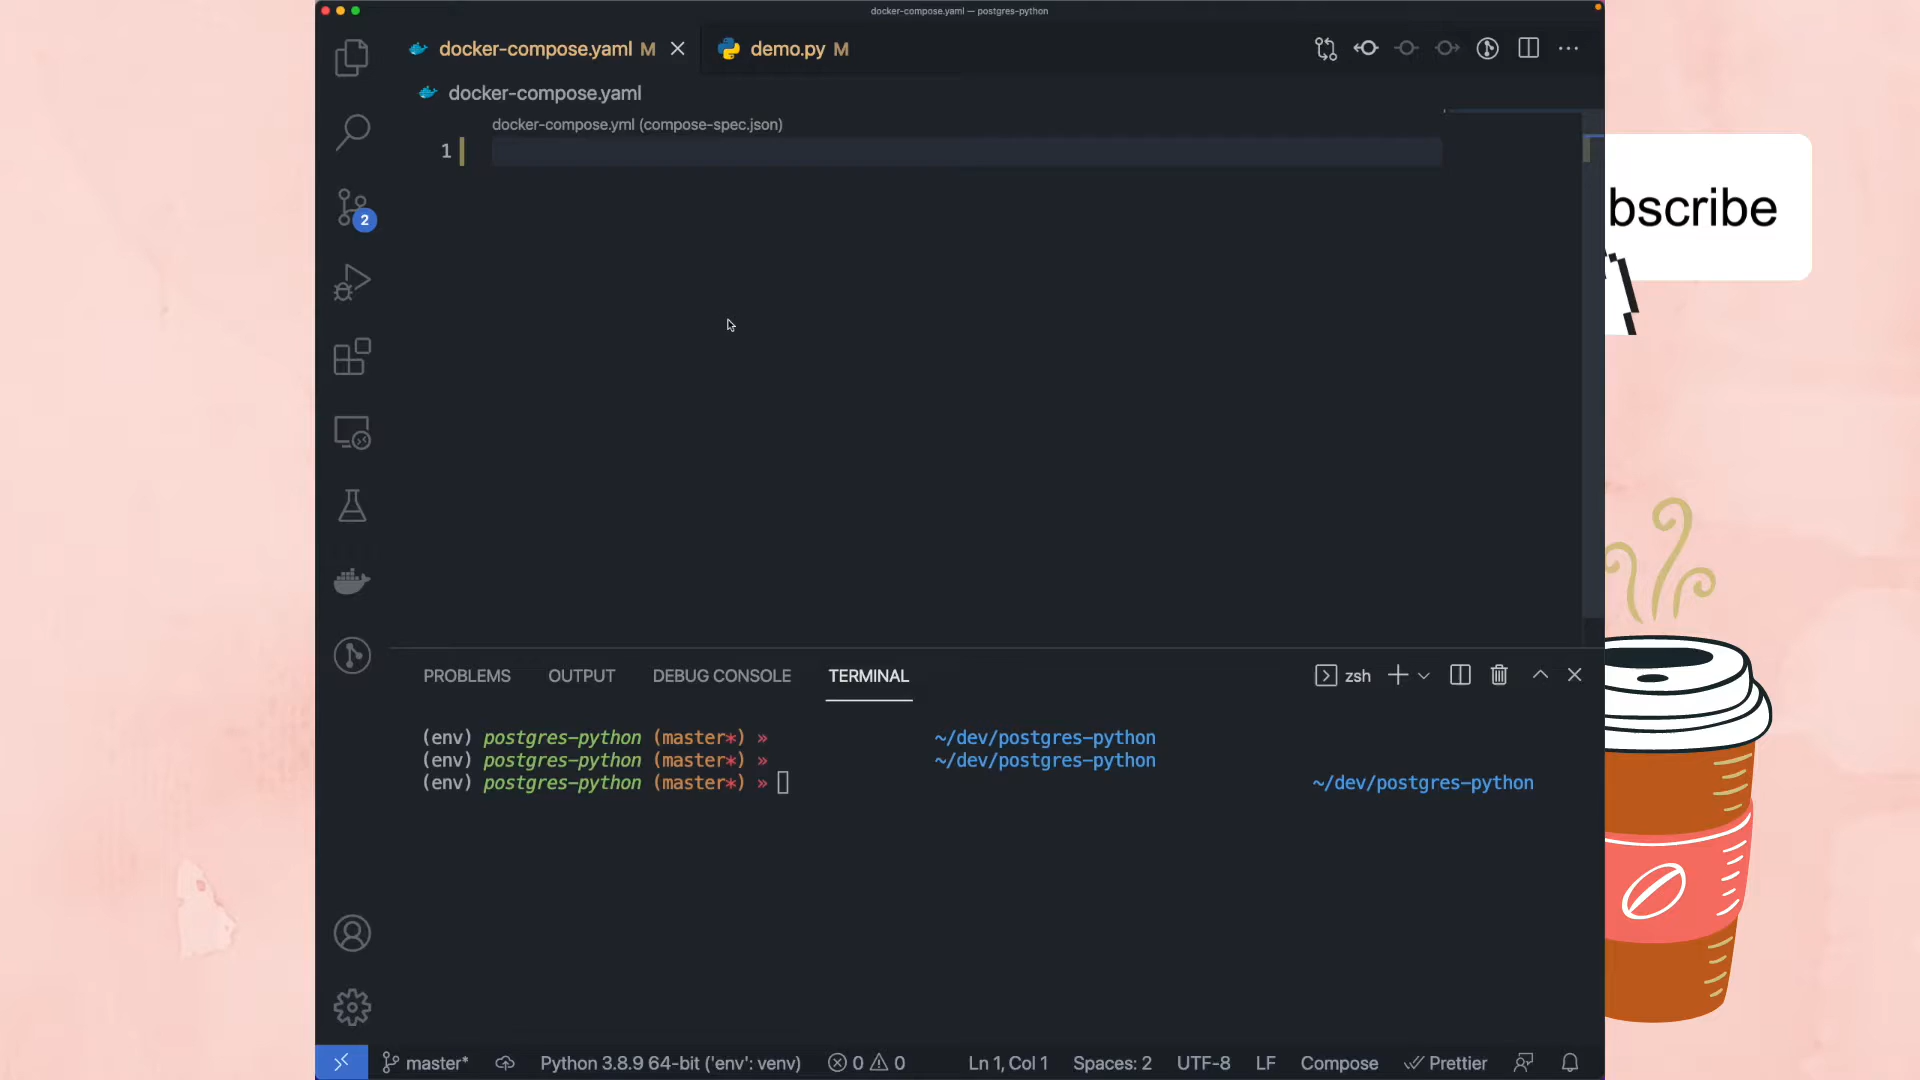 docker-compose.yaml — postgres-python
docker-compose.yaml M
demo.py M
docker-compose.yaml
docker-compose.yml (compose-spec.json)
1
bscribe
2
PROBLEMS OUTPUT DEBUG CONSOLE TERMINAL
zsh
(env) postgres-python (master*) » ~/dev/postgres-python
(env) postgres-python (master*) » ~/dev/postgres-python
(env) postgres-python (master*) » ~/dev/postgres-python
master* Python 3.8.9 64-bit ('env': venv) 0 0 Ln 1, Col 1 Spaces: 2 UTF-8 LF Compose Prettier